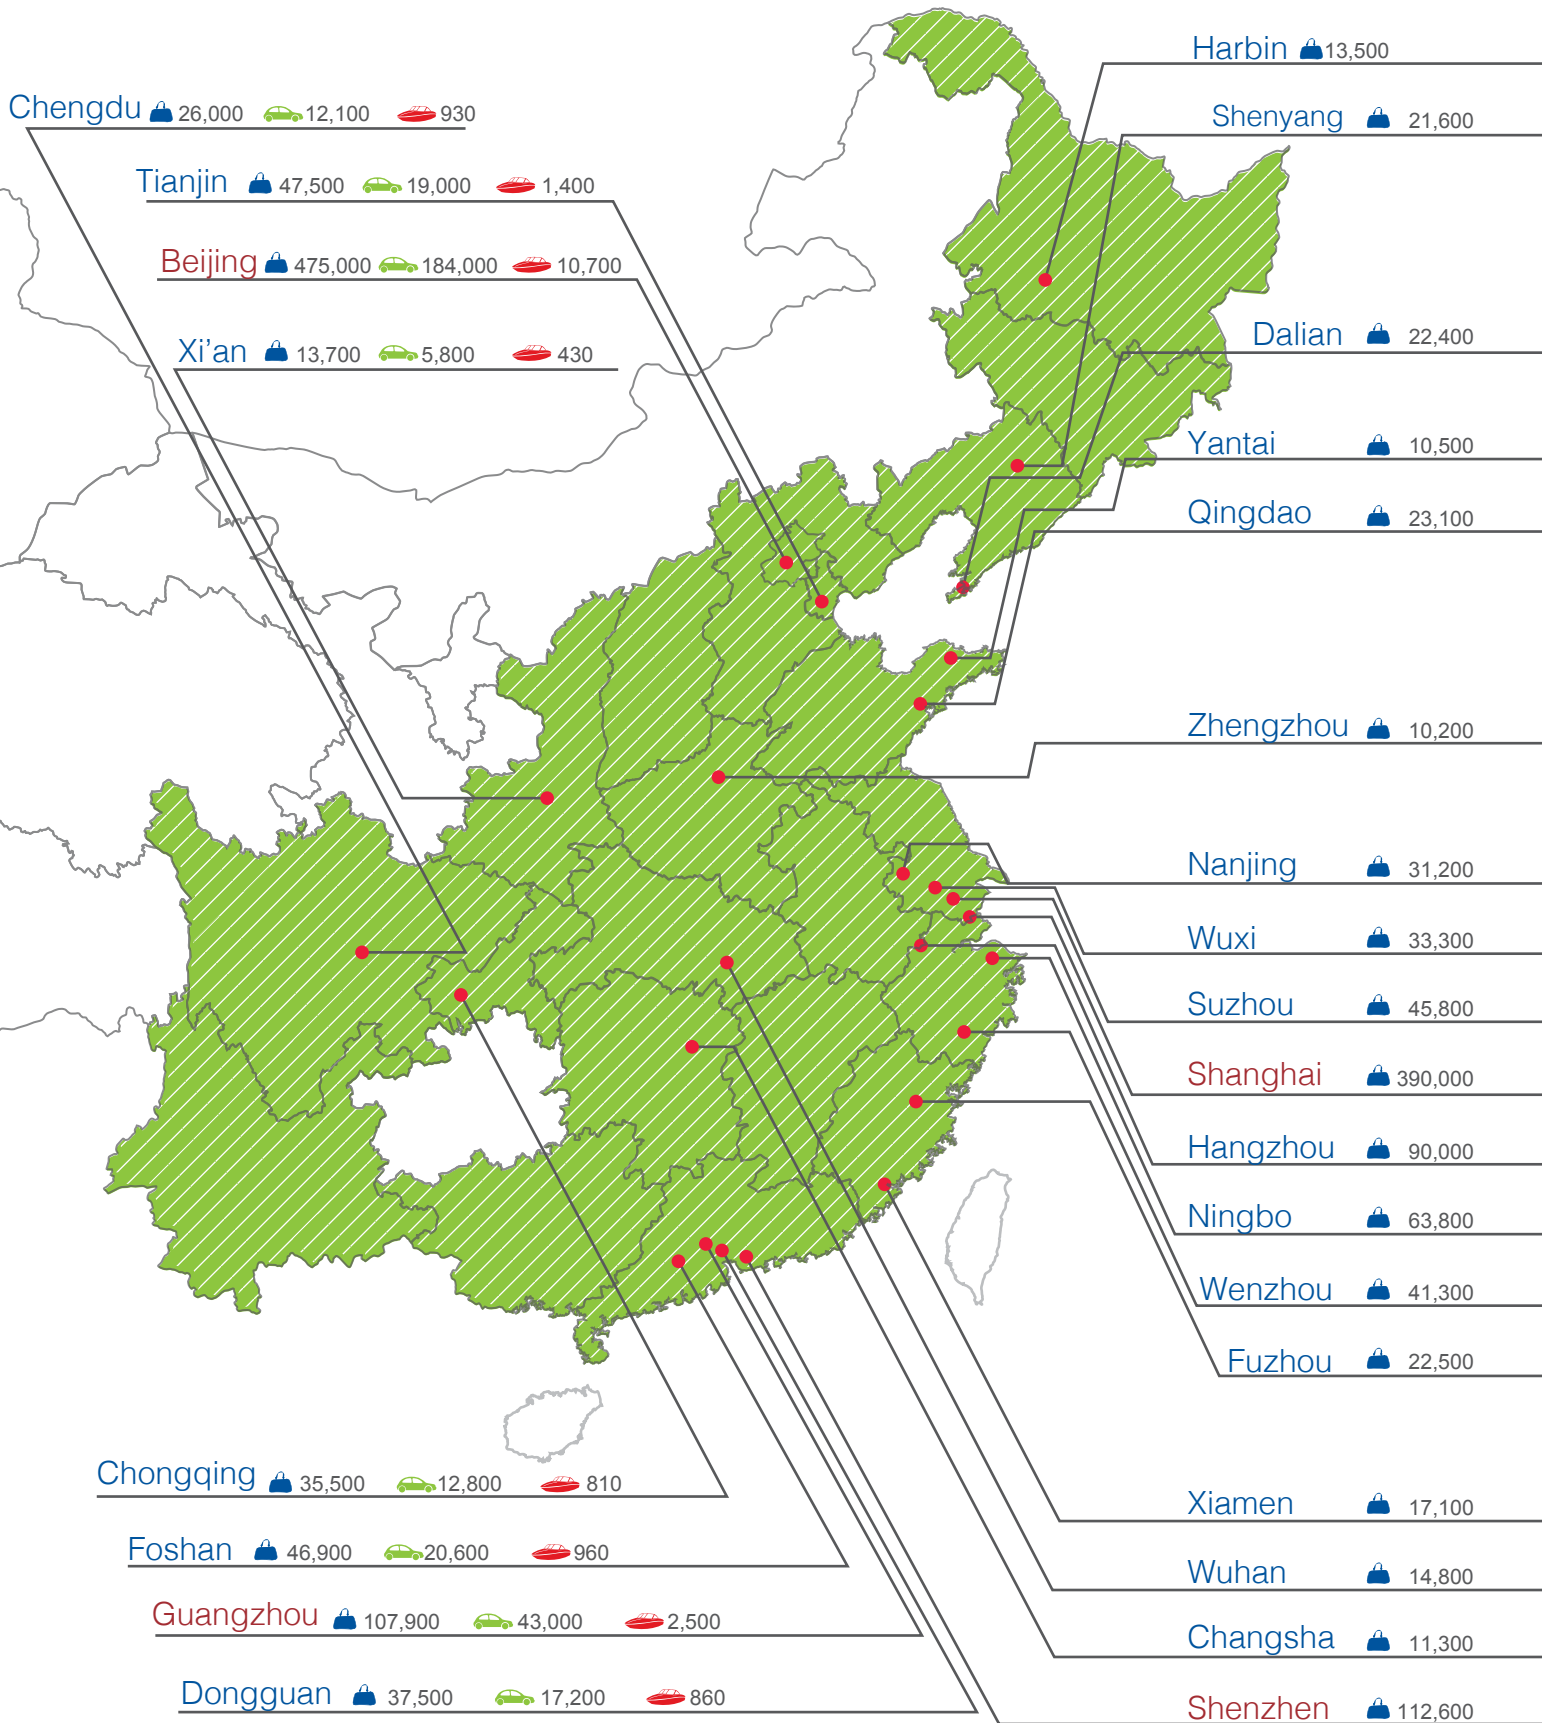 Harbin 13,500
Chengdu 26,000 12,100 930
Shenyang 21,600
Tianjin 47,500 19,000 1,400
Beijing 475,000 184,000 10,700
Dalian 22,400
Xi'an 13,700 5,800 430
Yantai 10,500
Qingdao 23,100
Zhengzhou 10,200
Nanjing 31,200
Wuxi 33,300
Suzhou 45,800
Shanghai 390,000
Hangzhou 90,000
Ningbo 63,800
Wenzhou 41,300
Fuzhou 22,500
Chongqing 35,500 12,800 810
Xiamen 17,100
Foshan 46,900 20,600 960
Wuhan 14,800
Guangzhou 107,900 43,000 2,500
Changsha 11,300
Dongguan 37,500 17,200 860
Shenzhen 112,600